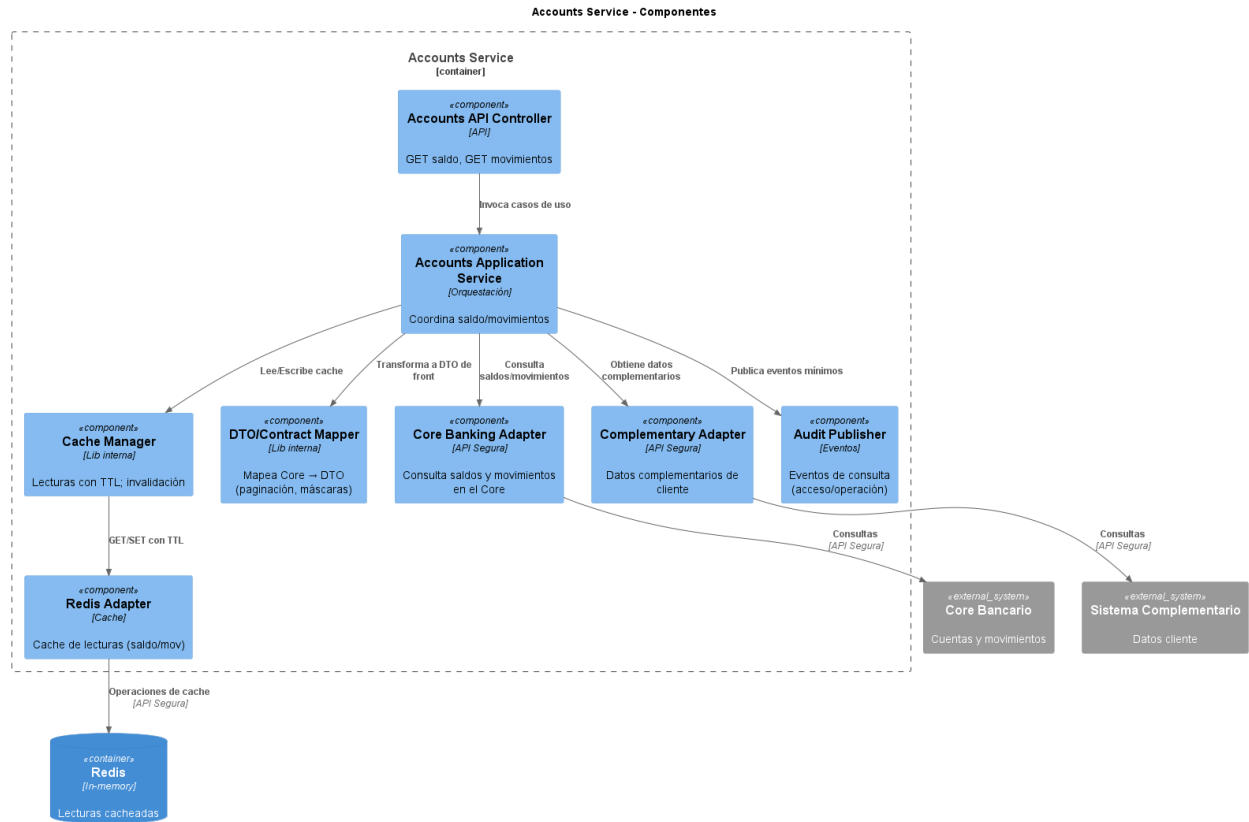 Accounts Service - Componentes
Accounts Service
[container]
«component»
Accounts API Controller
[API]
GET saldo, GET movimientos
Invoca casos de uso
«component»
Accounts Application
Service
[Orquestación]
Coordina saldo/movimientos
Lee/Escribe cache
Transforma a DTO de
front
Consulta
saldos/movimientos
Obtiene datos
complementarios
Publica eventos mínimos
«component»
Cache Manager
[Lib interna]
Lecturas con TTL; invalidación
«component»
DTO/Contract Mapper
[Lib interna]
Mapea Core → DTO
(paginación, máscaras)
«component»
Core Banking Adapter
[API Segura]
Consulta saldos y movimientos
en el Core
«component»
Complementary Adapter
[API Segura]
Datos complementarios de
cliente
«component»
Audit Publisher
[Eventos]
Eventos de consulta
(acceso/operación)
GET/SET con TTL
Consultas
[API Segura]
Consultas
[API Segura]
«component»
Redis Adapter
[Cache]
Cache de lecturas (saldo/mov)
«external_system»
Core Bancario
Cuentas y movimientos
«external_system»
Sistema Complementario
Datos cliente
Operaciones de cache
[API Segura]
«container»
Redis
[In-memory]
Lecturas cacheadas